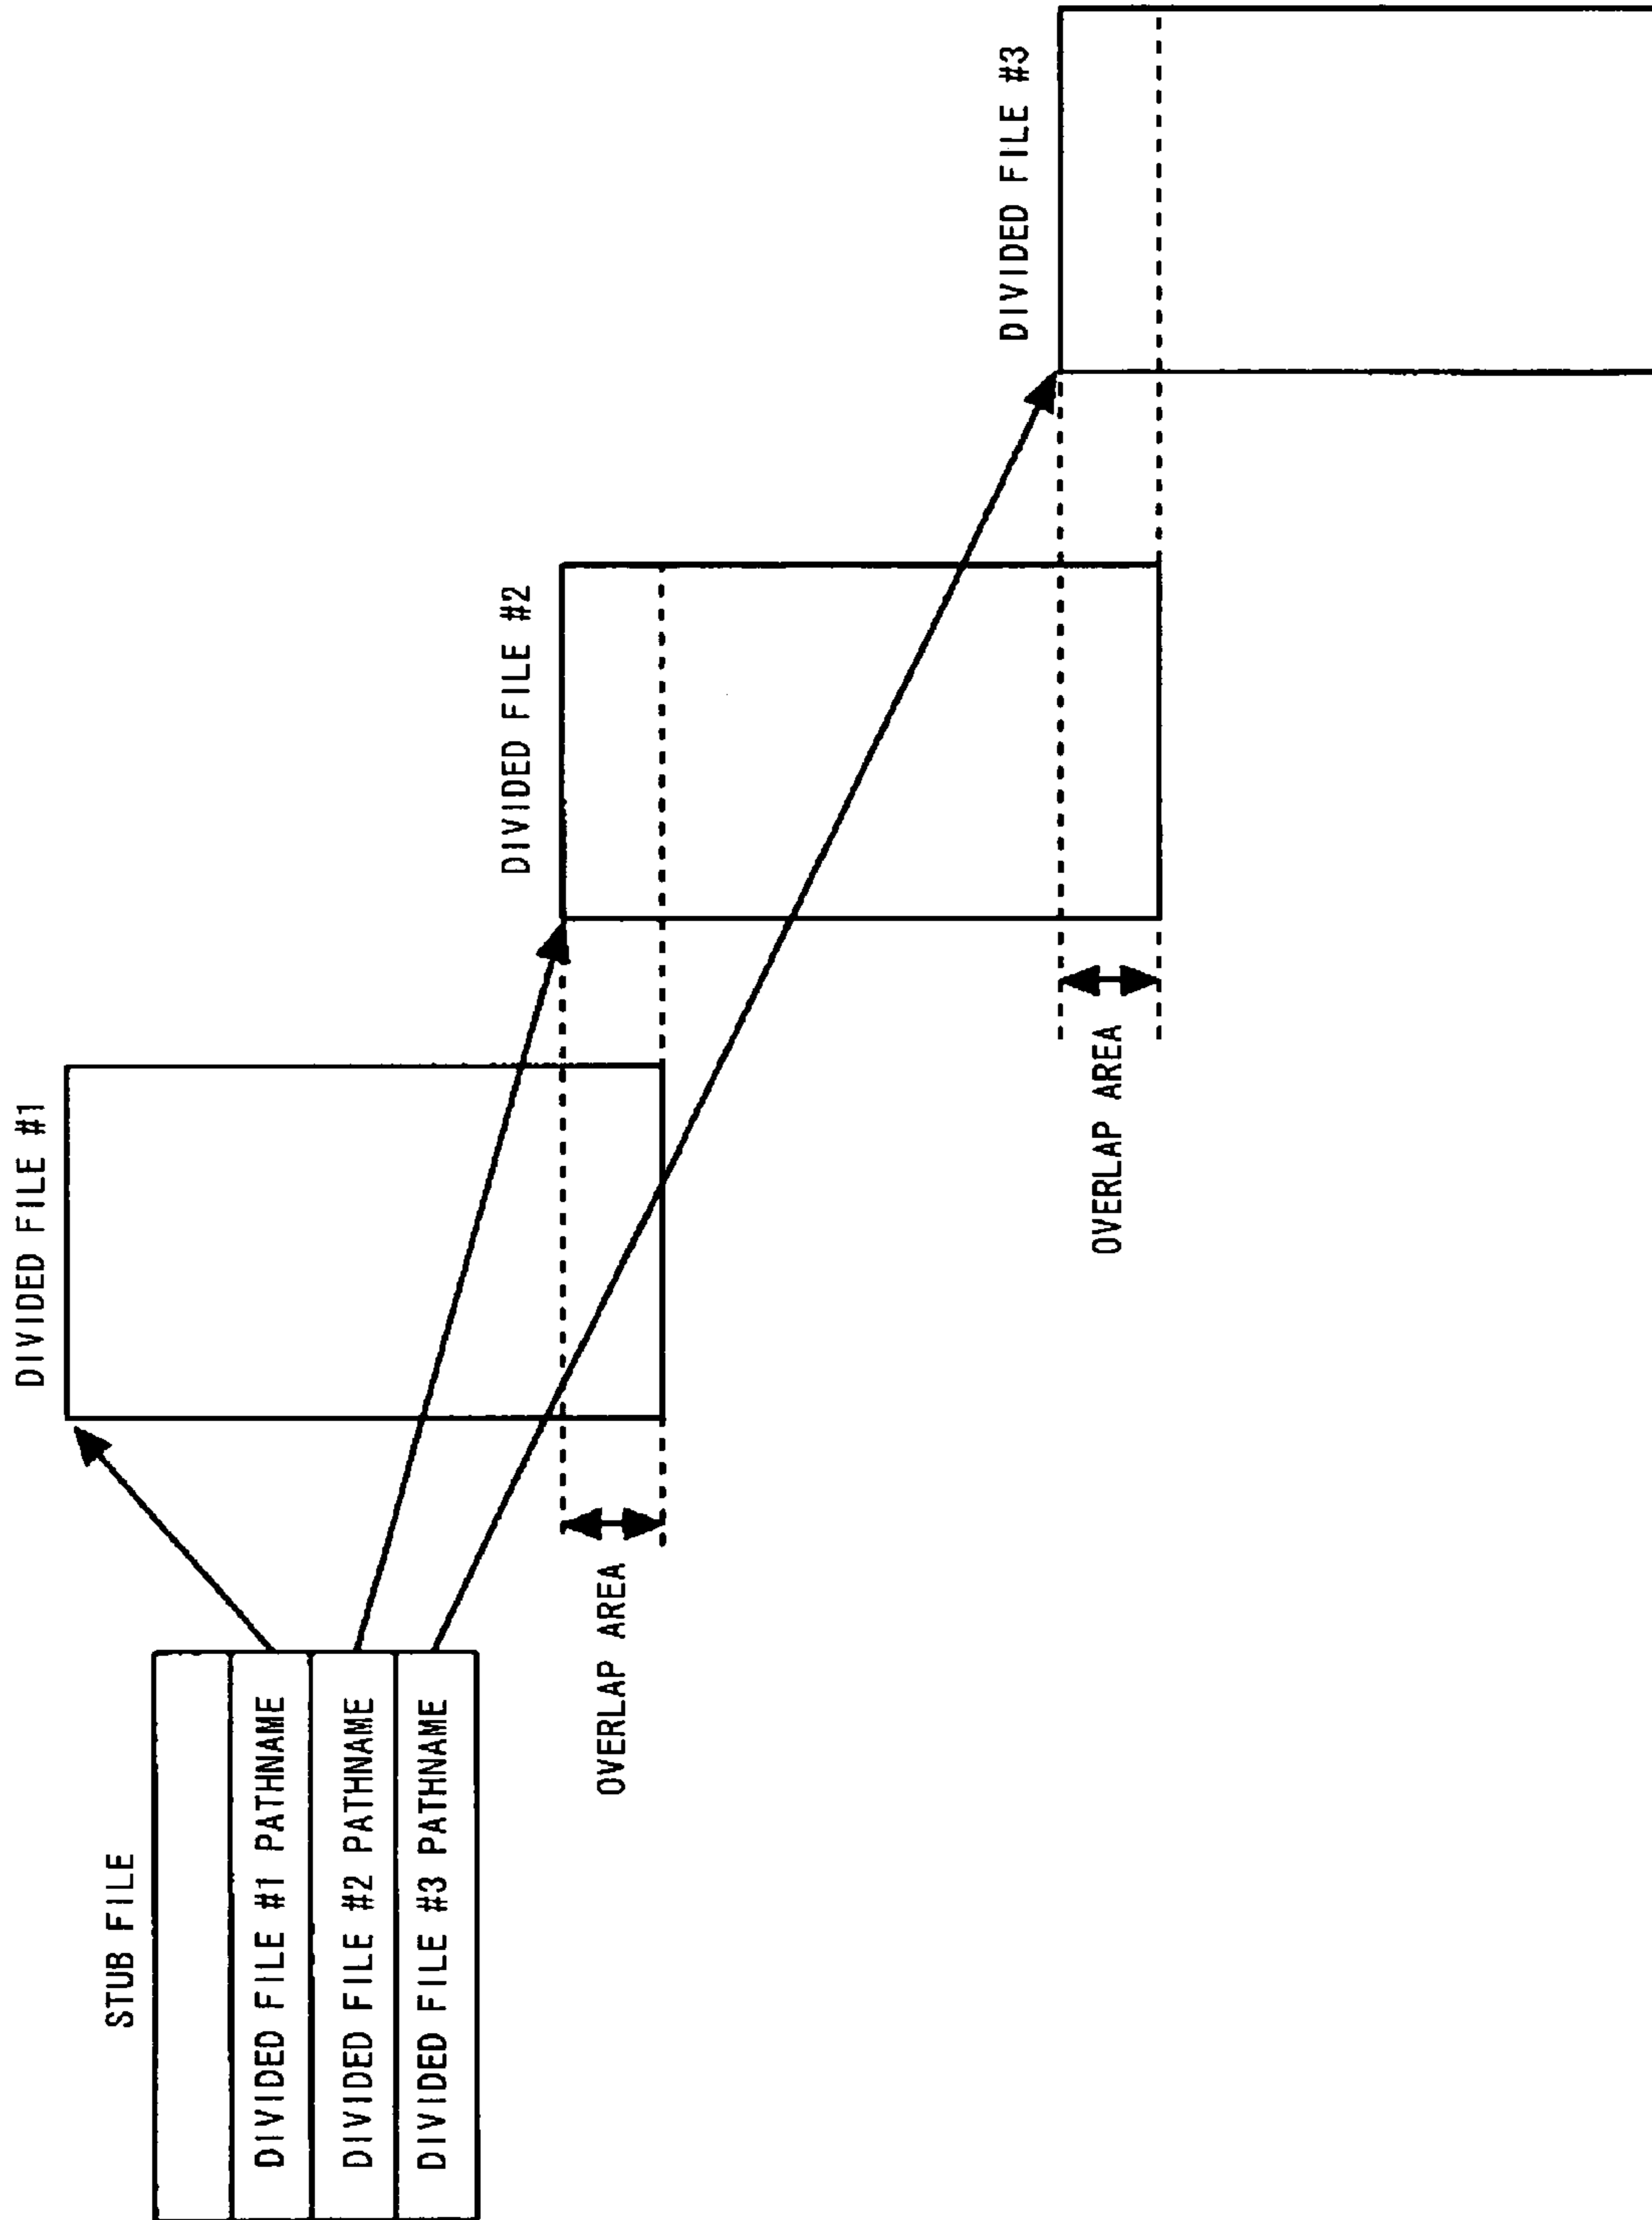 STUB FILE
DIVIDED FILE #1 PATHNAME
DIVIDED FILE #2 PATHNAME
DIVIDED FILE #3 PATHNAME
DIVIDED FILE #1
OVERLAP AREA
DIVIDED FILE #2
OVERLAP AREA
DIVIDED FILE #3